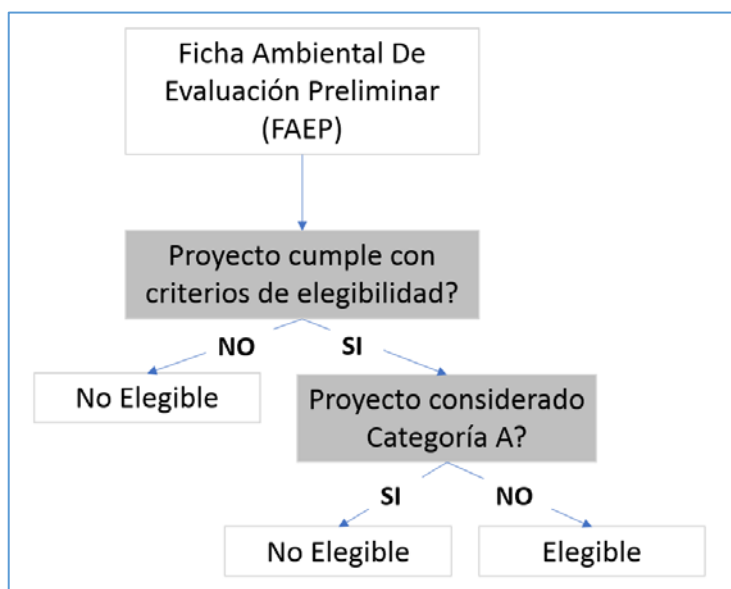 Ficha Ambiental De
Evaluación Preliminar
(FAEP)
Proyecto cumple con
criterios de elegibilidad?
NO
SI
No Elegible
Proyecto considerado
Categoría A?
SI
NO
No Elegible
Elegible